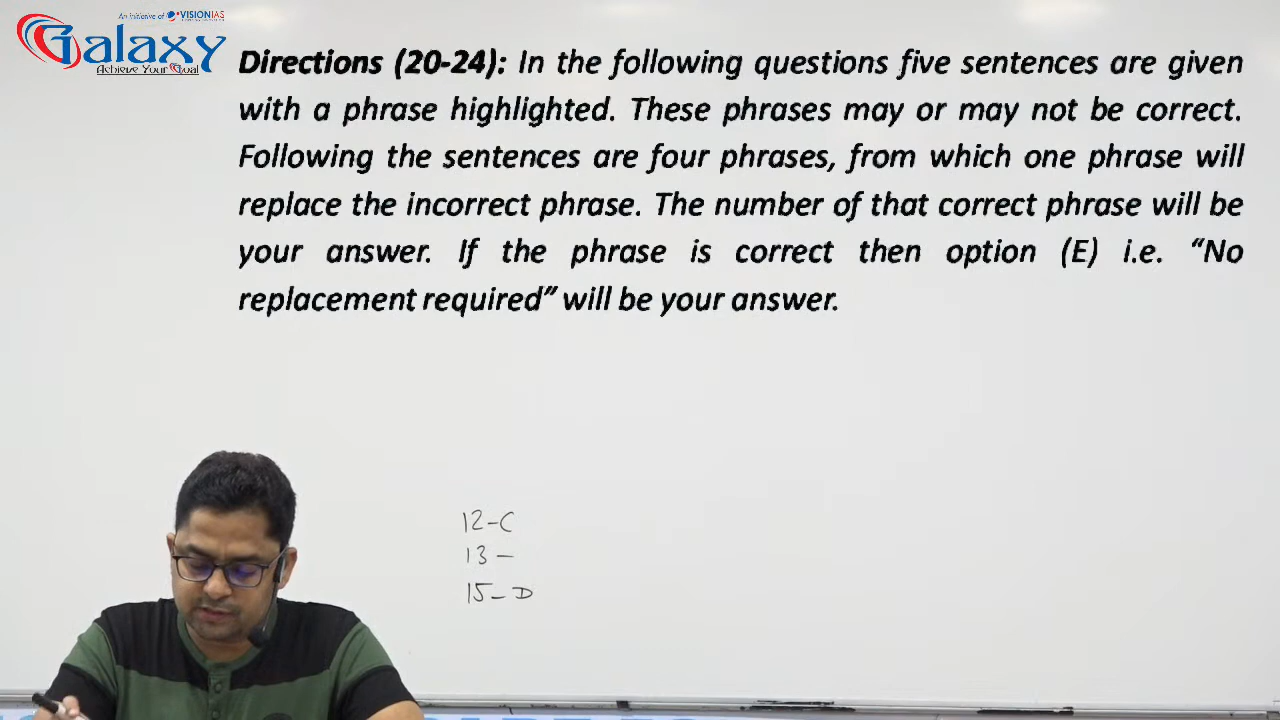 An initiative of VISIONIAS
Galaxy
Achieve Your Goal
Directions (20-24): In the following questions five sentences are given
with a phrase highlighted. These phrases may or may not be correct.
Following the sentences are four phrases, from which one phrase will
replace the incorrect phrase. The number of that correct phrase will be
your answer. If the phrase is correct then option (E) i.e. “No
replacement required” will be your answer.
12-C
13 -
15- D